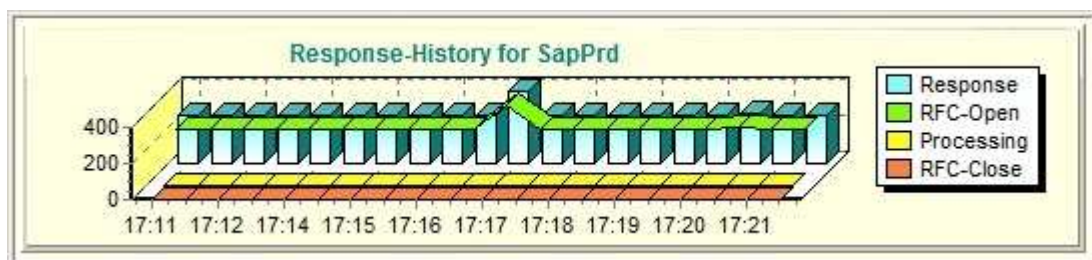 Response-History for SapPrd
Response
RFC-Open
Processing
RFC-Close
400
200
0
17:11 17:12 17:14 17:15 17:16 17:17 17:18 17:19 17:20 17:21